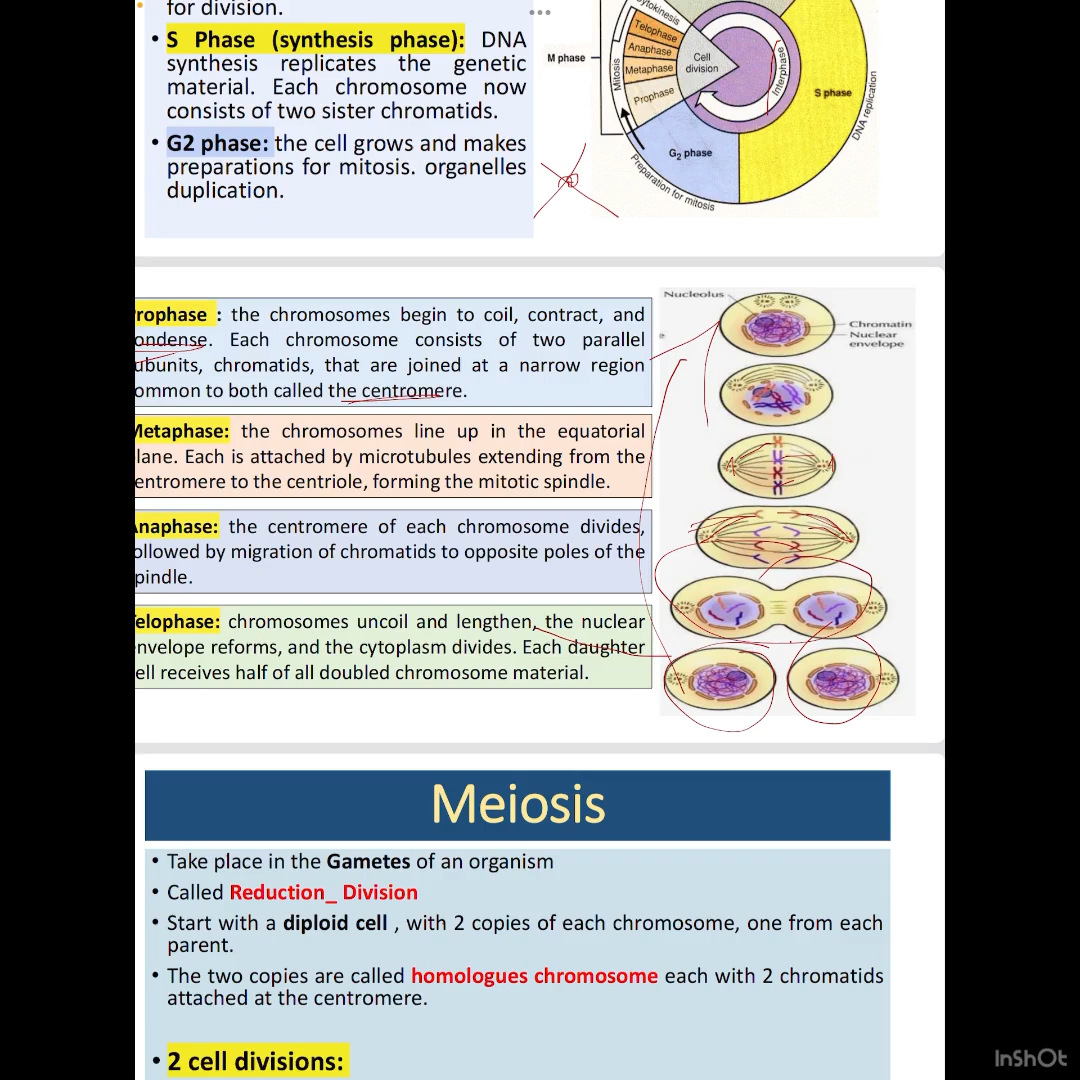 for division.
• S Phase (synthesis phase): DNA
synthesis replicates the genetic
material. Each chromosome now
consists of two sister chromatids.
• G2 phase: the cell grows and makes
preparations for mitosis. organelles
duplication.
ytokinesis
Telophase
Anaphase
Metaphase
Prophase
Mitosis
M phase
Cell
division
Interphase
S phase
DNA replication
G2 phase
Preparation for mitosis
rophase : the chromosomes begin to coil, contract, and
ondense. Each chromosome consists of two parallel
ubunits, chromatids, that are joined at a narrow region
ommon to both called the centromere.
Metaphase: the chromosomes line up in the equatorial
lane. Each is attached by microtubules extending from the
entromere to the centriole, forming the mitotic spindle.
Anaphase: the centromere of each chromosome divides,
ollowed by migration of chromatids to opposite poles of the
pindle.
elophase: chromosomes uncoil and lengthen, the nuclear
nvelope reforms, and the cytoplasm divides. Each daughter
ell receives half of all doubled chromosome material.
Nucleolus
Chromatin
Nuclear
envelope
Meiosis
• Take place in the Gametes of an organism
• Called Reduction_ Division
• Start with a diploid cell , with 2 copies of each chromosome, one from each
parent.
• The two copies are called homologues chromosome each with 2 chromatids
attached at the centromere.
• 2 cell divisions:
InShOt